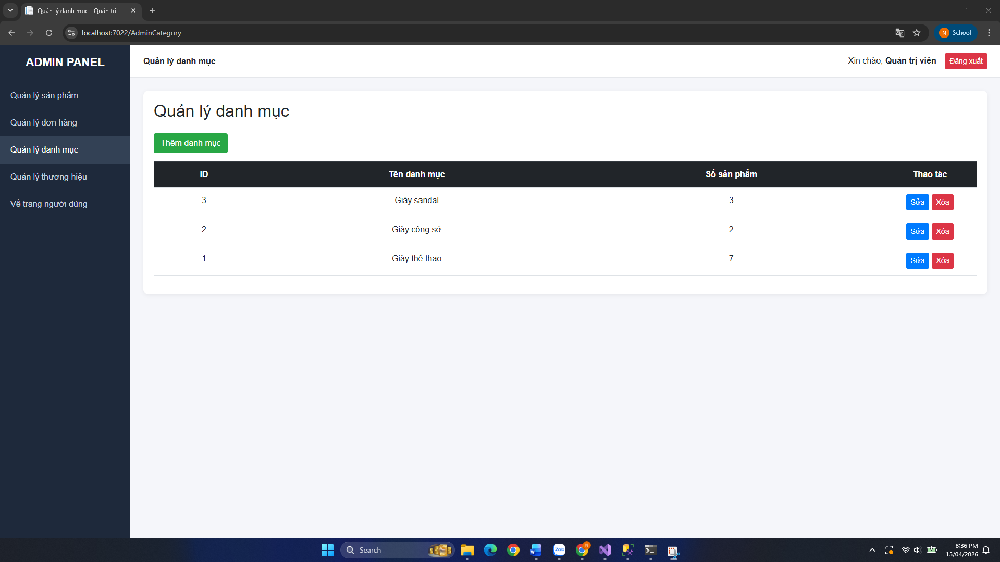 Quản lý danh mục - Quản trị
localhost:7022/AdminCategory
N School
ADMIN PANEL
Quản lý danh mục
Xin chào, Quản trị viên
Đăng xuất
Quản lý sản phẩm
Quản lý đơn hàng
Quản lý danh mục
Quản lý thương hiệu
Về trang người dùng
Quản lý danh mục
Thêm danh mục
ID Tên danh mục Số sản phẩm Thao tác
3 Giày sandal 3 Sửa Xóa
2 Giày công sở 2 Sửa Xóa
1 Giày thể thao 7 Sửa Xóa
Search
W
Zalo
N
8:36 PM
15/04/2026